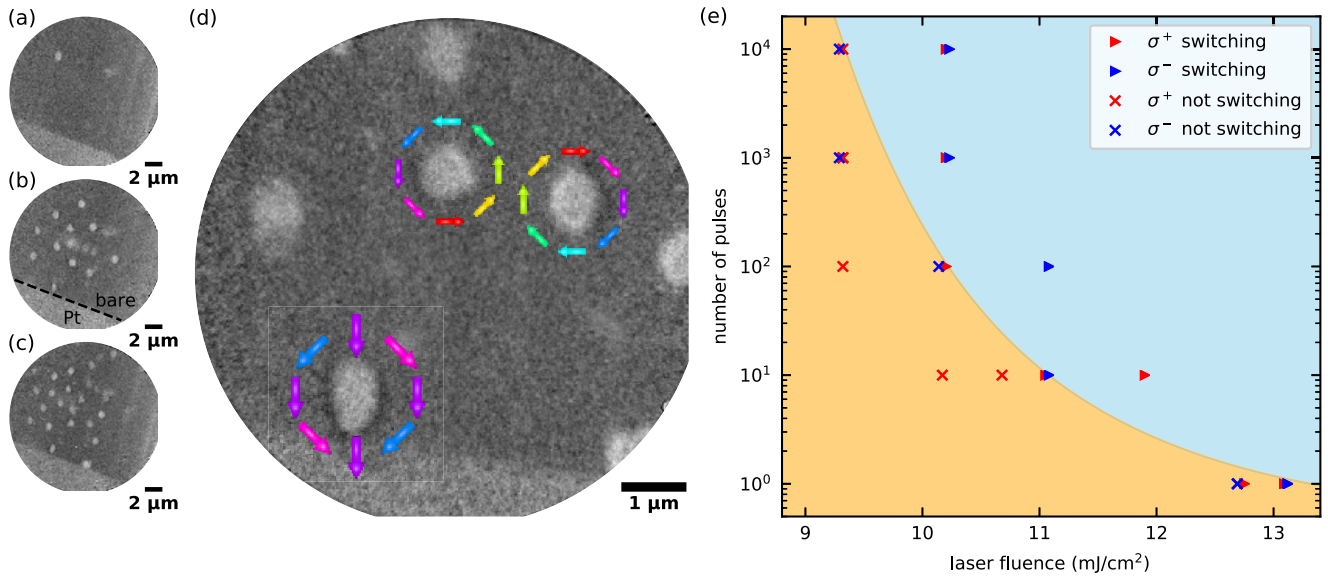 (a)
2 μm
(b)
bare
Pt
2 μm
(c)
2 μm
(d)
1 μm
(e)
σ⁺ switching
σ⁻ switching
σ⁺ not switching
σ⁻ not switching
number of pulses
10⁴
10³
10²
10¹
10⁰
9 10 11 12 13
laser fluence (mJ/cm²)